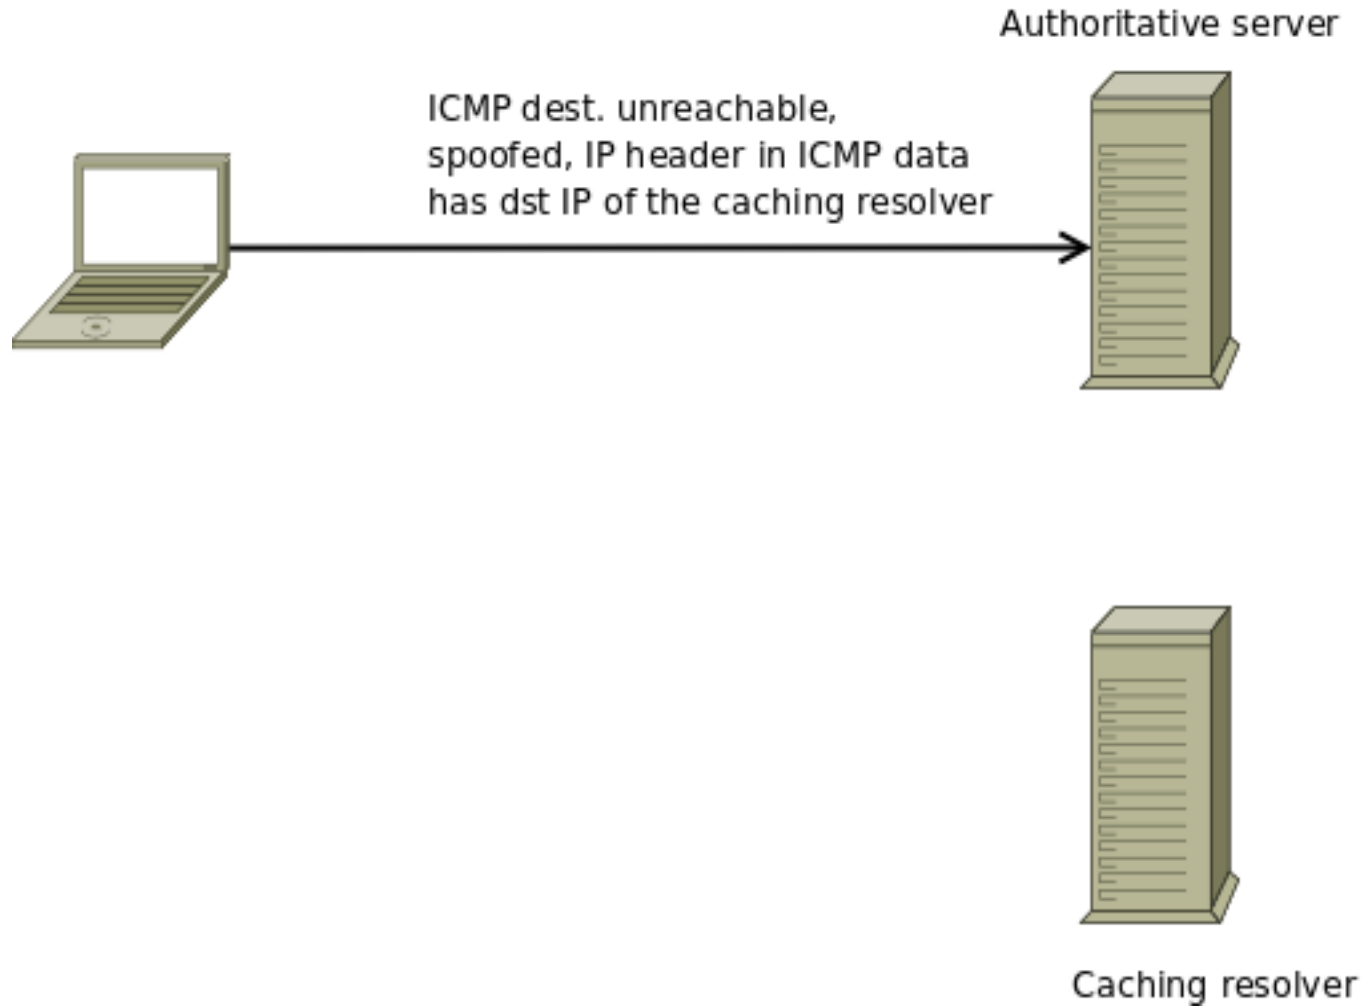 Authoritative server
ICMP dest. unreachable,
spoofed, IP header in ICMP data
has dst IP of the caching resolver
Caching resolver